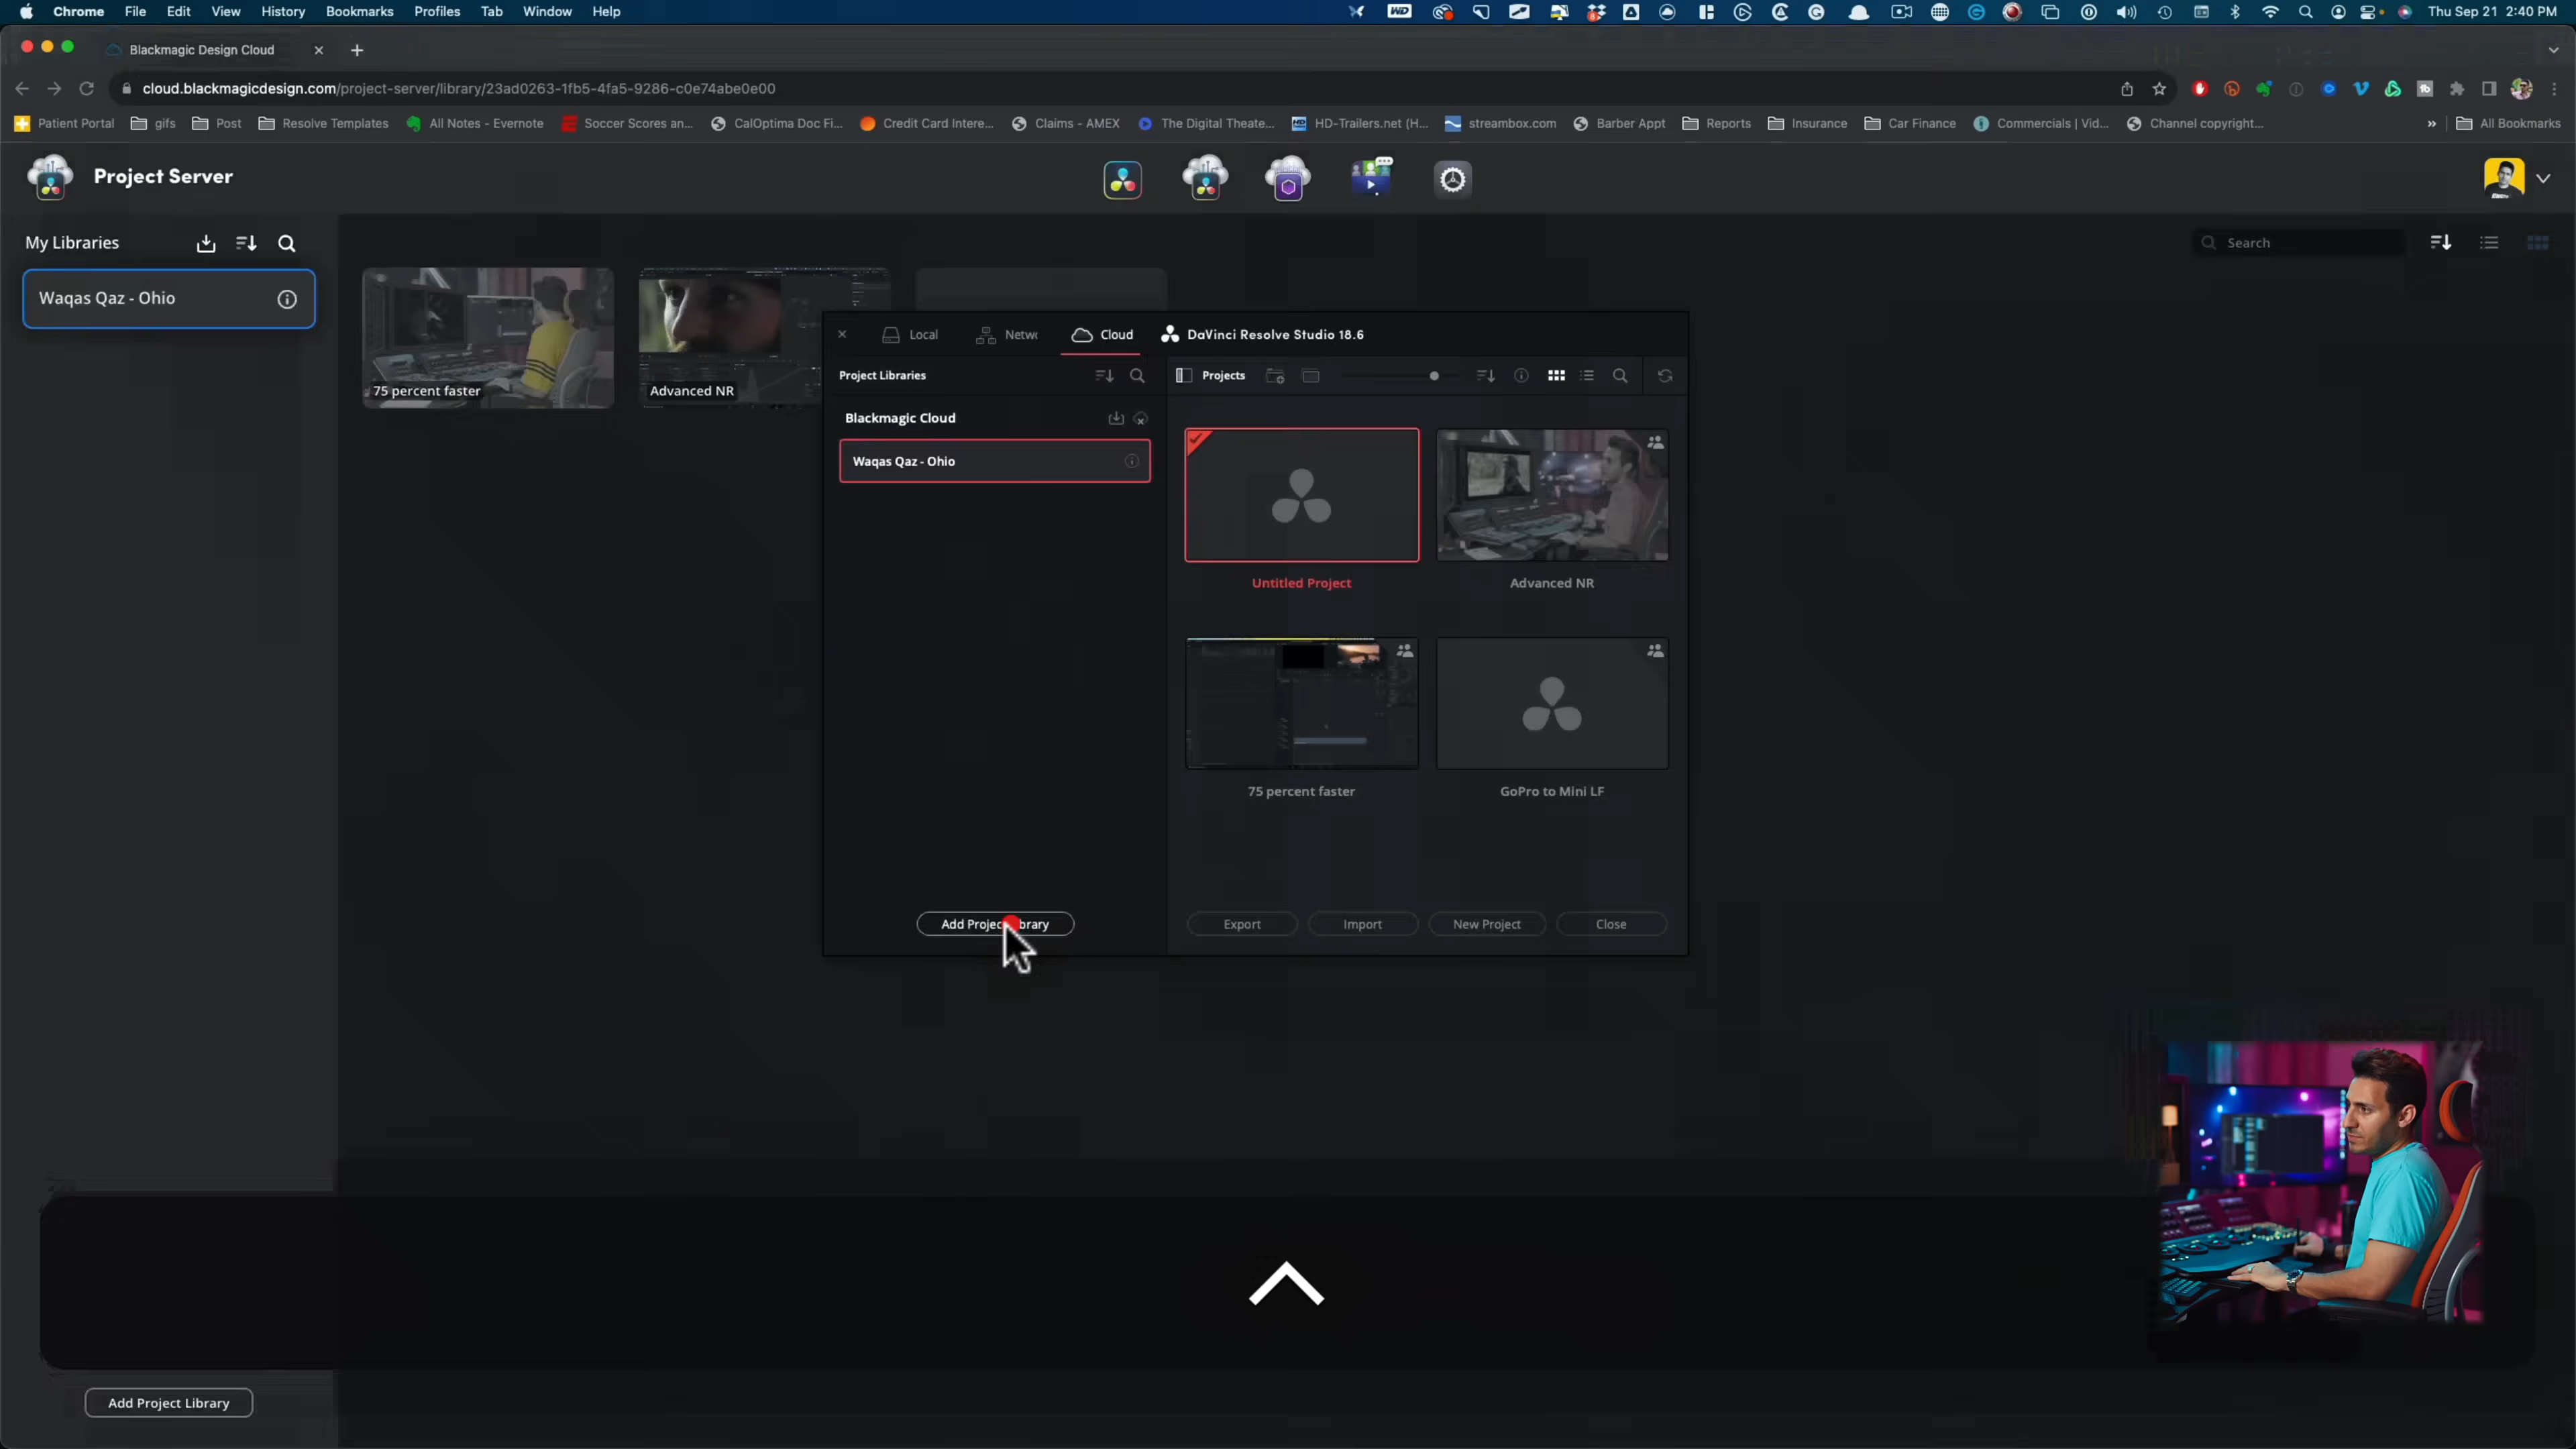 Chrome File Edit View History Bookmarks Profiles Tab Window Help
WD
Thu Sep 21 2:40 PM
Blackmagic Design Cloud
cloud.blackmagicdesign.com/project-server/library/23ad0263-1fb5-4fa5-9286-c0e74abe0e00
Patient Portal gifs Post Resolve Templates All Notes - Evernote Soccer Scores an... CalOptima Doc Fi... Credit Card Intere... Claims - AMEX The Digital Theate... HD-Trailers.net (H... streambox.com Barber Appt Reports Insurance Car Finance Commercials | Vid... Channel copyright... » All Bookmarks
Project Server
My Libraries
Search
Waqas Qaz - Ohio
75 percent faster
Advanced NR
Local
Netwo
Cloud
DaVinci Resolve Studio 18.6
Project Libraries
Projects
Blackmagic Cloud
Waqas Qaz - Ohio
Untitled Project
Advanced NR
75 percent faster
GoPro to Mini LF
Add Project Library
Export
Import
New Project
Close
Add Project Library